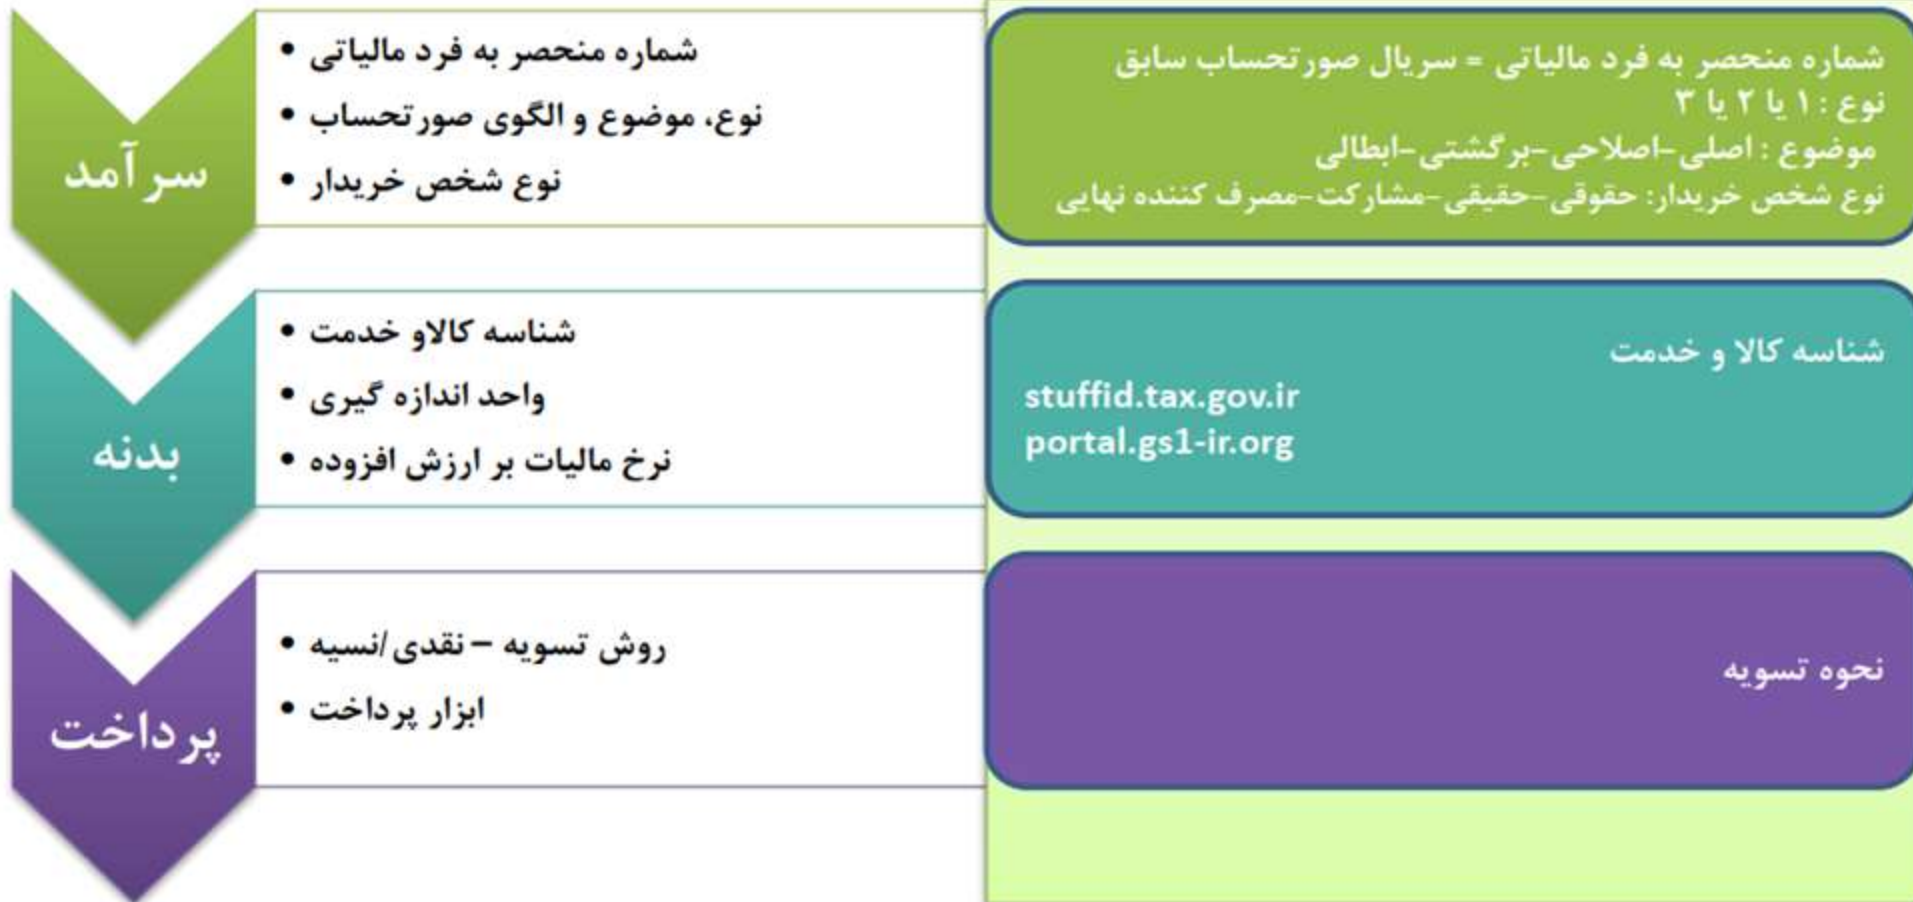 سرآمد
شماره منحصر به فرد مالیاتی •
نوع، موضوع و الگوی صورتحساب •
نوع شخص خریدار •
شماره منحصر به فرد مالیاتی = سریال صورتحساب سابق
نوع : ۱ یا ۲ یا ۳
موضوع : اصلی-اصلاحی-برگشتی-ابطالی
نوع شخص خریدار: حقوقی-حقیقی-مشارکت-مصرف کننده نهایی
بدنه
شناسه کالاو خدمت •
واحد اندازه گیری •
نرخ مالیات بر ارزش افزوده •
شناسه کالا و خدمت
stuffid.tax.gov.ir
portal.gs1-ir.org
پرداخت
روش تسویه – نقدی/نسیه •
ابزار پرداخت •
نحوه تسویه